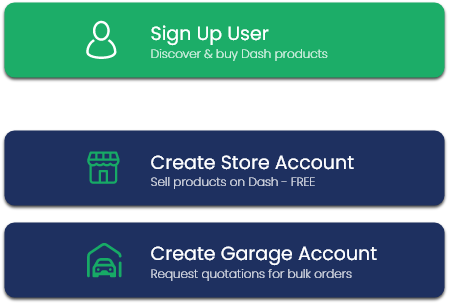 Sign Up User
Discover & buy Dash products
Create Store Account
Sell products on Dash - FREE
Create Garage Account
Request quotations for bulk orders